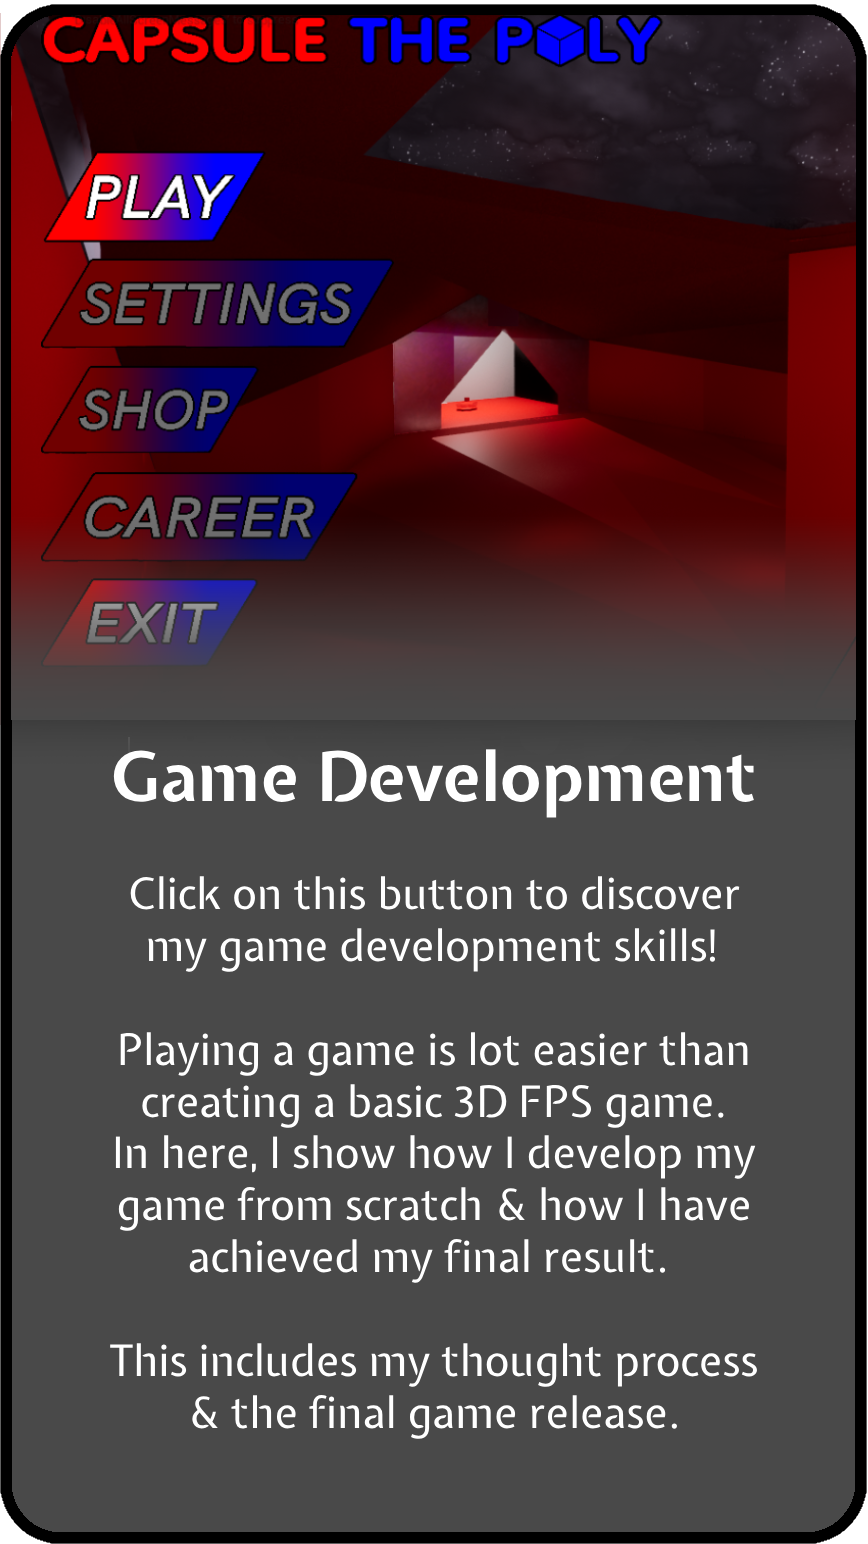 CAPSULE THE POLY
PLAY
SETTINGS
SHOP
CAREER
EXIT
Game Development
Click on this button to discover
my game development skills!
Playing a game is lot easier than
creating a basic 3D FPS game.
In here, I show how I develop my
game from scratch & how I have
achieved my final result.
This includes my thought process
& the final game release.